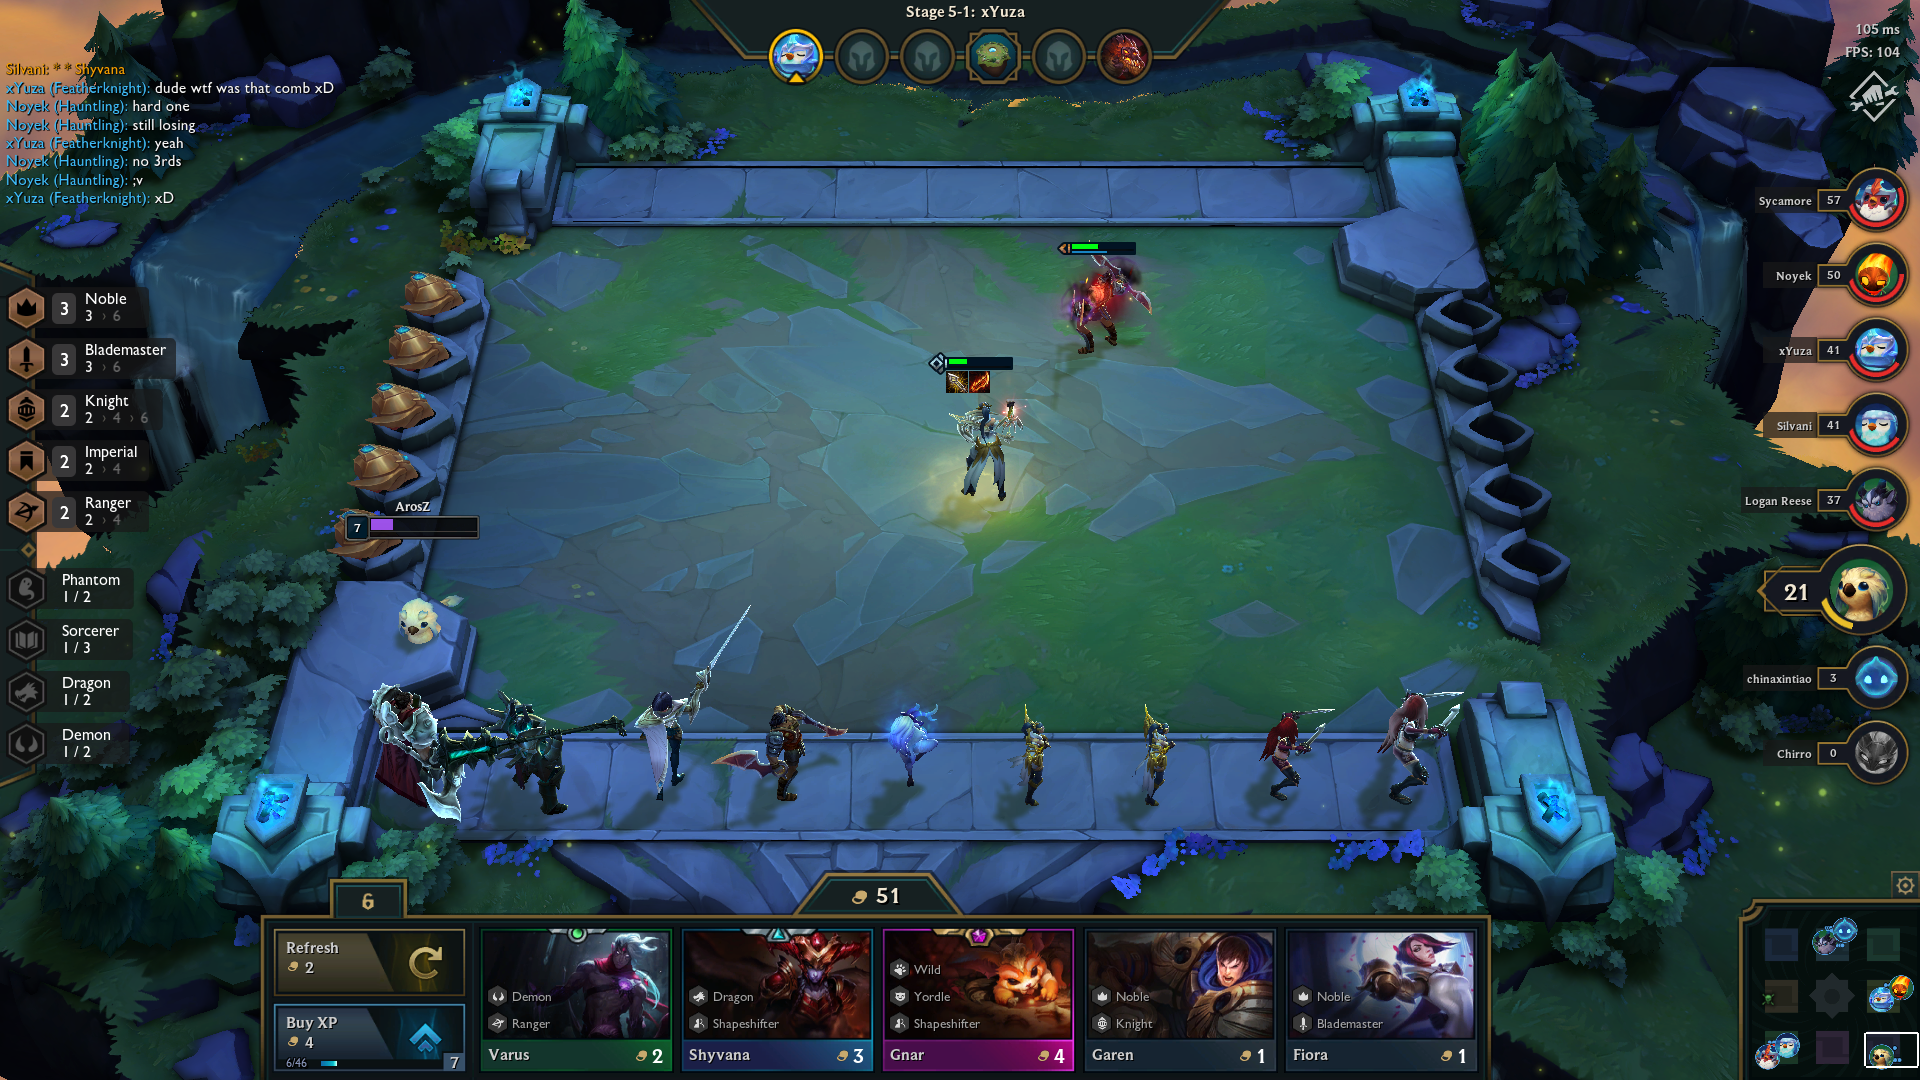 Stage 5-1: xYuza
105 ms
FPS: 104
Silvani: * * Shyvana
xYuza (Featherknight): dude wtf was that comb xD
Noyek (Hauntling): hard one
Noyek (Hauntling): still losing
xYuza (Featherknight): yeah
Noyek (Hauntling): no 3rds
Noyek (Hauntling): ;v
xYuza (Featherknight): xD
3 Noble
3 > 6
3 Blademaster
3 > 6
2 Knight
2 > 4 > 6
2 Imperial
2 > 4
2 Ranger
2 > 4
Phantom
1 / 2
Sorcerer
1 / 3
Dragon
1 / 2
Demon
1 / 2
ArosZ
7
Sycamore 57
Noyek 50
xYuza 41
Silvani 41
Logan Reese 37
21
chinaxintiao 3
Chirro 0
6
51
Refresh
2
Buy XP
4
6/46
7
Demon
Ranger
Varus 2
Dragon
Shapeshifter
Shyvana 3
Wild
Yordle
Shapeshifter
Gnar 4
Noble
Knight
Garen 1
Noble
Blademaster
Fiora 1